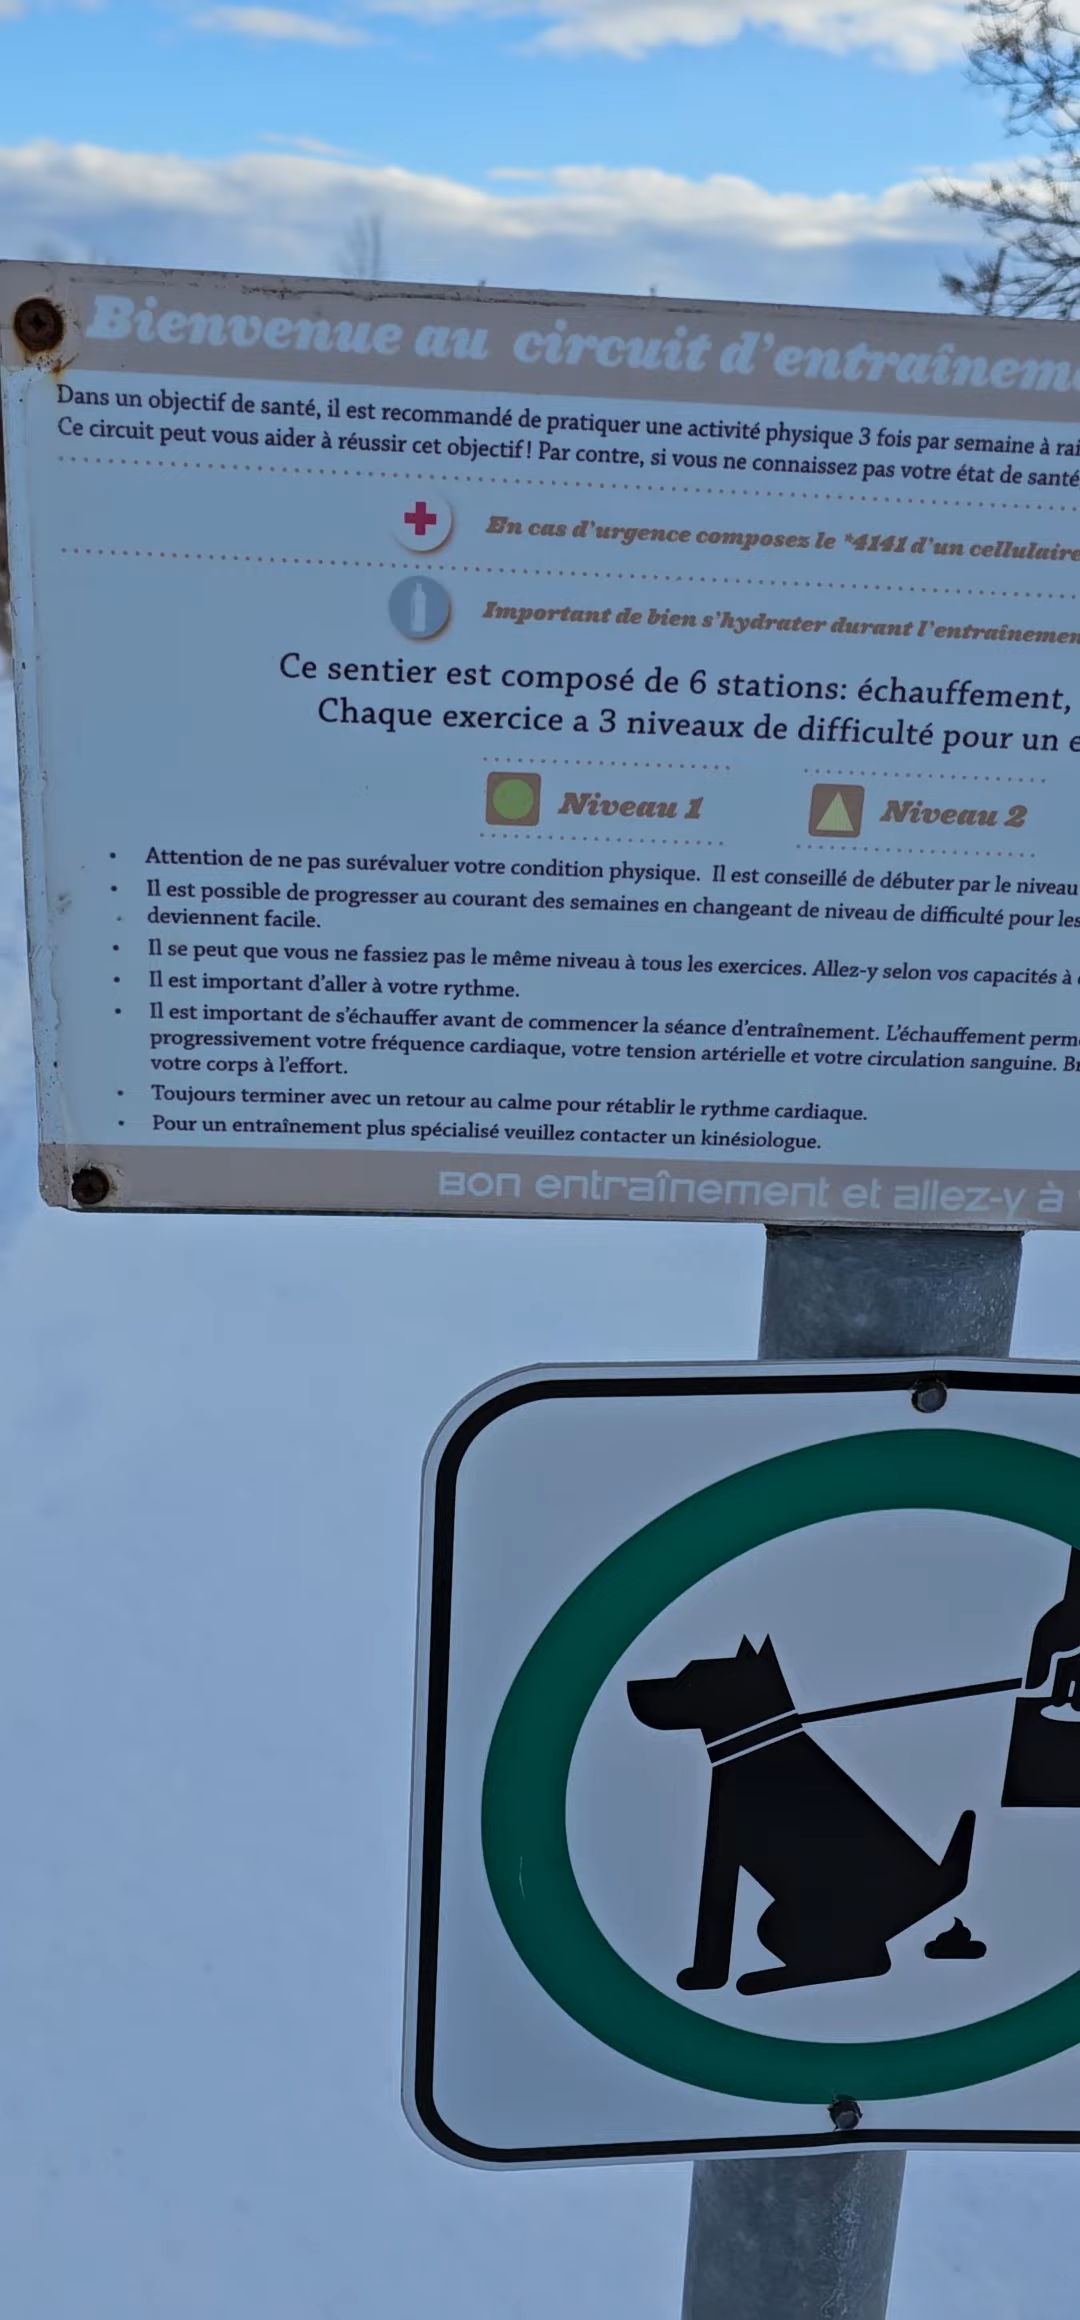 Bienvenue au circuit d'entraînem
Dans un objectif de santé, il est recommandé de pratiquer une activité physique 3 fois par semaine à rai
Ce circuit peut vous aider à réussir cet objectif! Par contre, si vous ne connaissez pas votre état de santé
En cas d'urgence composez le *4141 d'un cellulaire
Important de bien s'hydrater durant l'entraînemen
Ce sentier est composé de 6 stations: échauffement,
Chaque exercice a 3 niveaux de difficulté pour un e
Niveau 1 Niveau 2
• Attention de ne pas surévaluer votre condition physique. Il est conseillé de débuter par le niveau
• Il est possible de progresser au courant des semaines en changeant de niveau de difficulté pour les
deviennent facile.
• Il se peut que vous ne fassiez pas le même niveau à tous les exercices. Allez-y selon vos capacités à
• Il est important d'aller à votre rythme.
• Il est important de s'échauffer avant de commencer la séance d'entraînement. L'échauffement perm
progressivement votre fréquence cardiaque, votre tension artérielle et votre circulation sanguine. Br
votre corps à l'effort.
• Toujours terminer avec un retour au calme pour rétablir le rythme cardiaque.
• Pour un entraînement plus spécialisé veuillez contacter un kinésiologue.
Bon entraînement et allez-y à